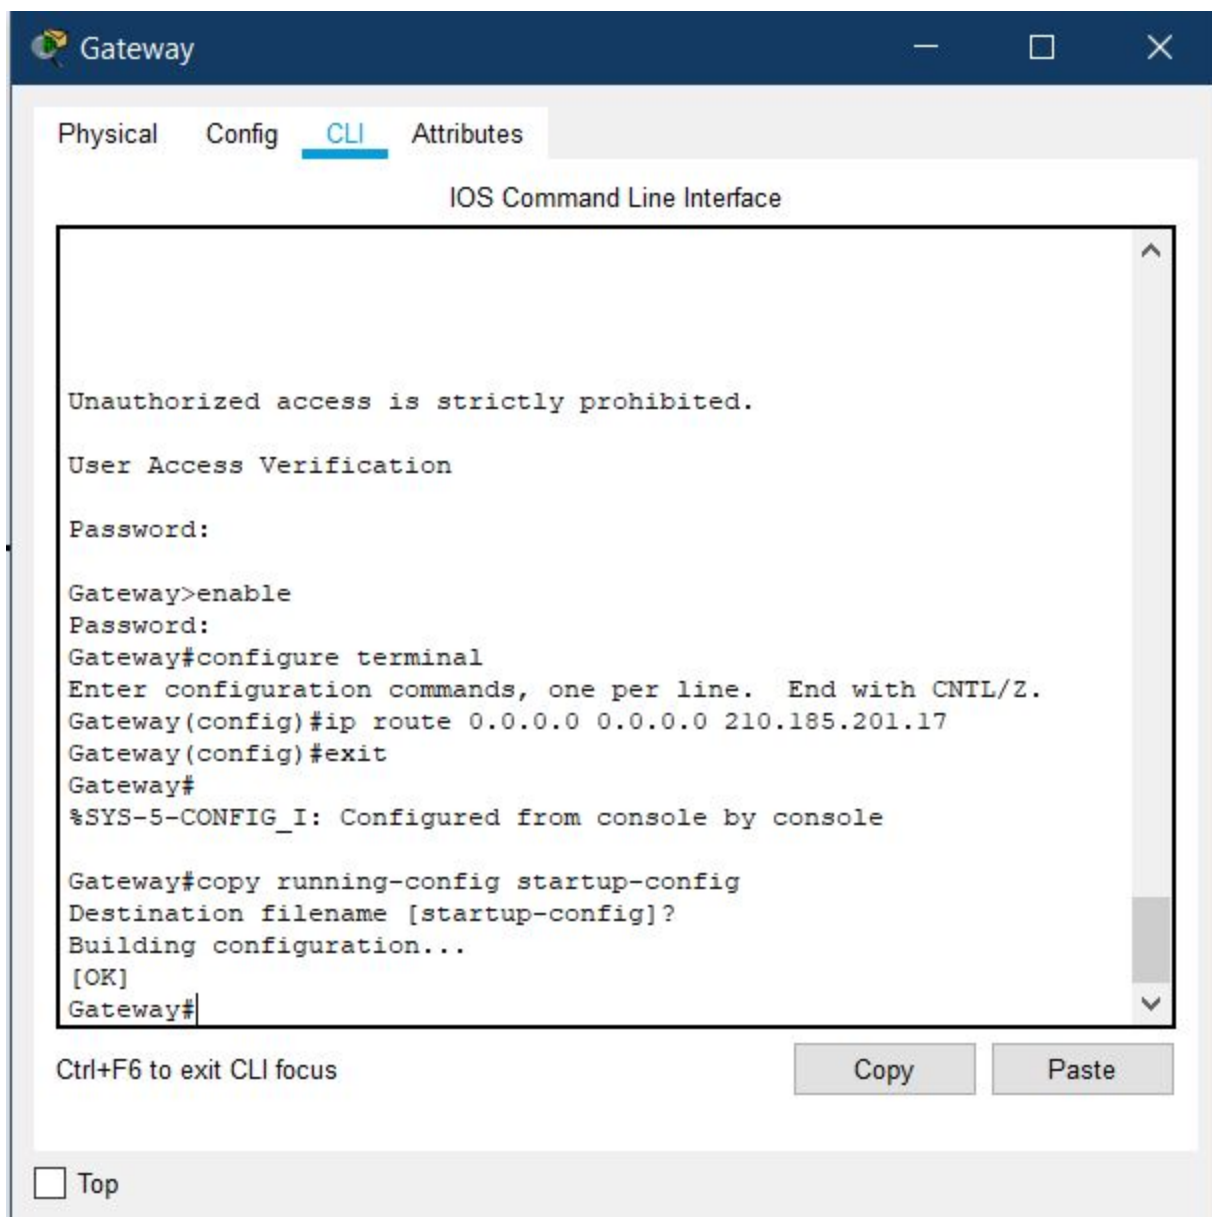 Gateway
Physical Config CLI Attributes
IOS Command Line Interface
Unauthorized access is strictly prohibited.
User Access Verification
Password:
Gateway>enable
Password:
Gateway#configure terminal
Enter configuration commands, one per line.  End with CNTL/Z.
Gateway(config)#ip route 0.0.0.0 0.0.0.0 210.185.201.17
Gateway(config)#exit
Gateway#
%SYS-5-CONFIG_I: Configured from console by console
Gateway#copy running-config startup-config
Destination filename [startup-config]?
Building configuration...
[OK]
Gateway#
Ctrl+F6 to exit CLI focus
Copy Paste
Top